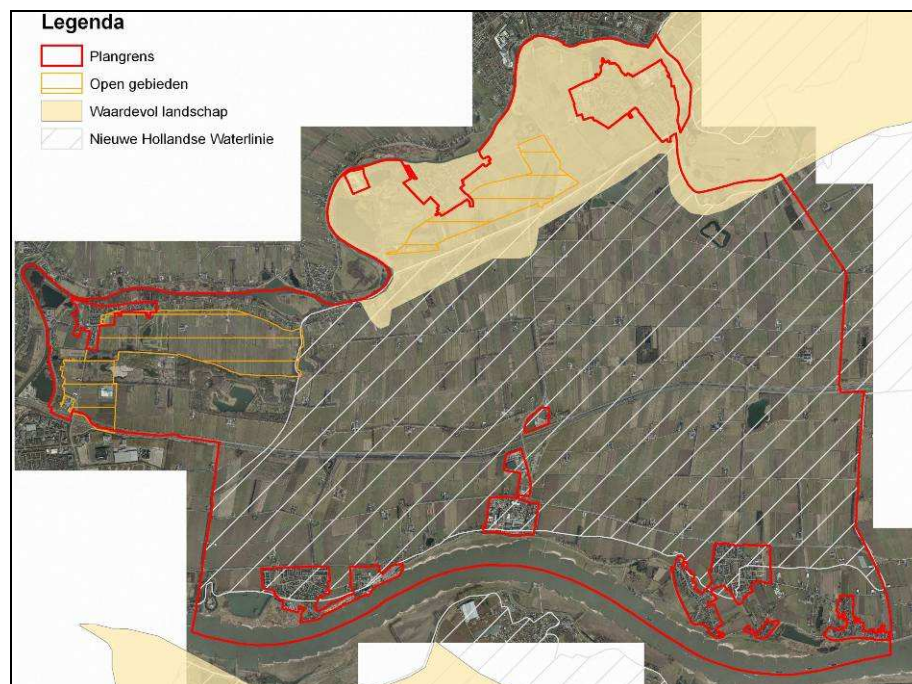 Legenda
Plangrens
Open gebieden
Waardevol landschap
Nieuwe Hollandse Waterlinie